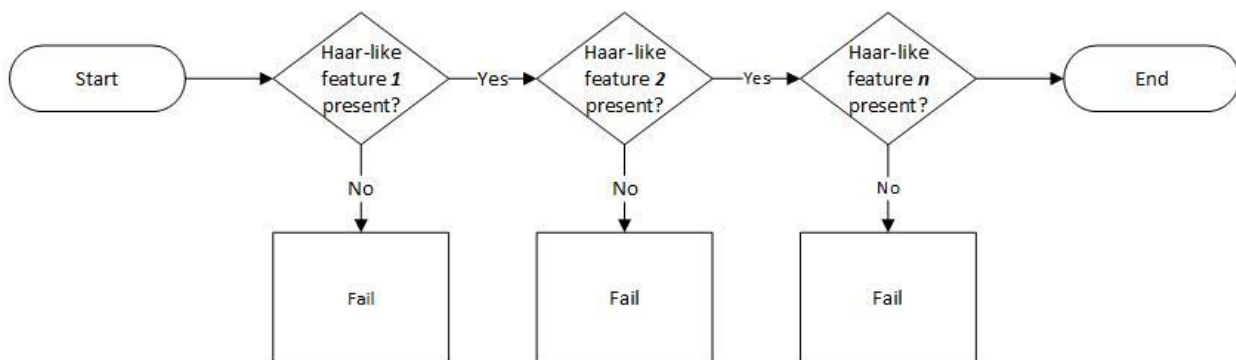 Start
Haar-like
feature 1
present?
Yes
Haar-like
feature 2
present?
Yes
Haar-like
feature n
present?
End
No
No
No
Fail
Fail
Fail